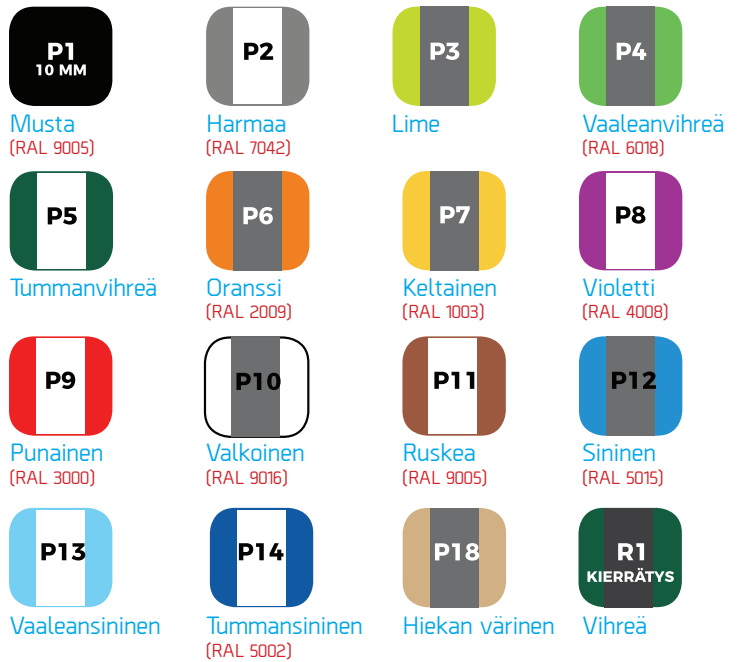 P1
10 MM
Musta
(RAL 9005)
P2
Harmaa
(RAL 7042)
P3
Lime
P4
Vaaleanvihreä
(RAL 6018)
P5
Tummanvihreä
P6
Oranssi
(RAL 2009)
P7
Keltainen
(RAL 1003)
P8
Violetti
(RAL 4008)
P9
Punainen
(RAL 3000)
P10
Valkoinen
(RAL 9016)
P11
Ruskea
(RAL 9005)
P12
Sininen
(RAL 5015)
P13
Vaaleansininen
P14
Tummansininen
(RAL 5002)
P18
Hiekan värinen
R1
KIERRÄTYS
Vihreä